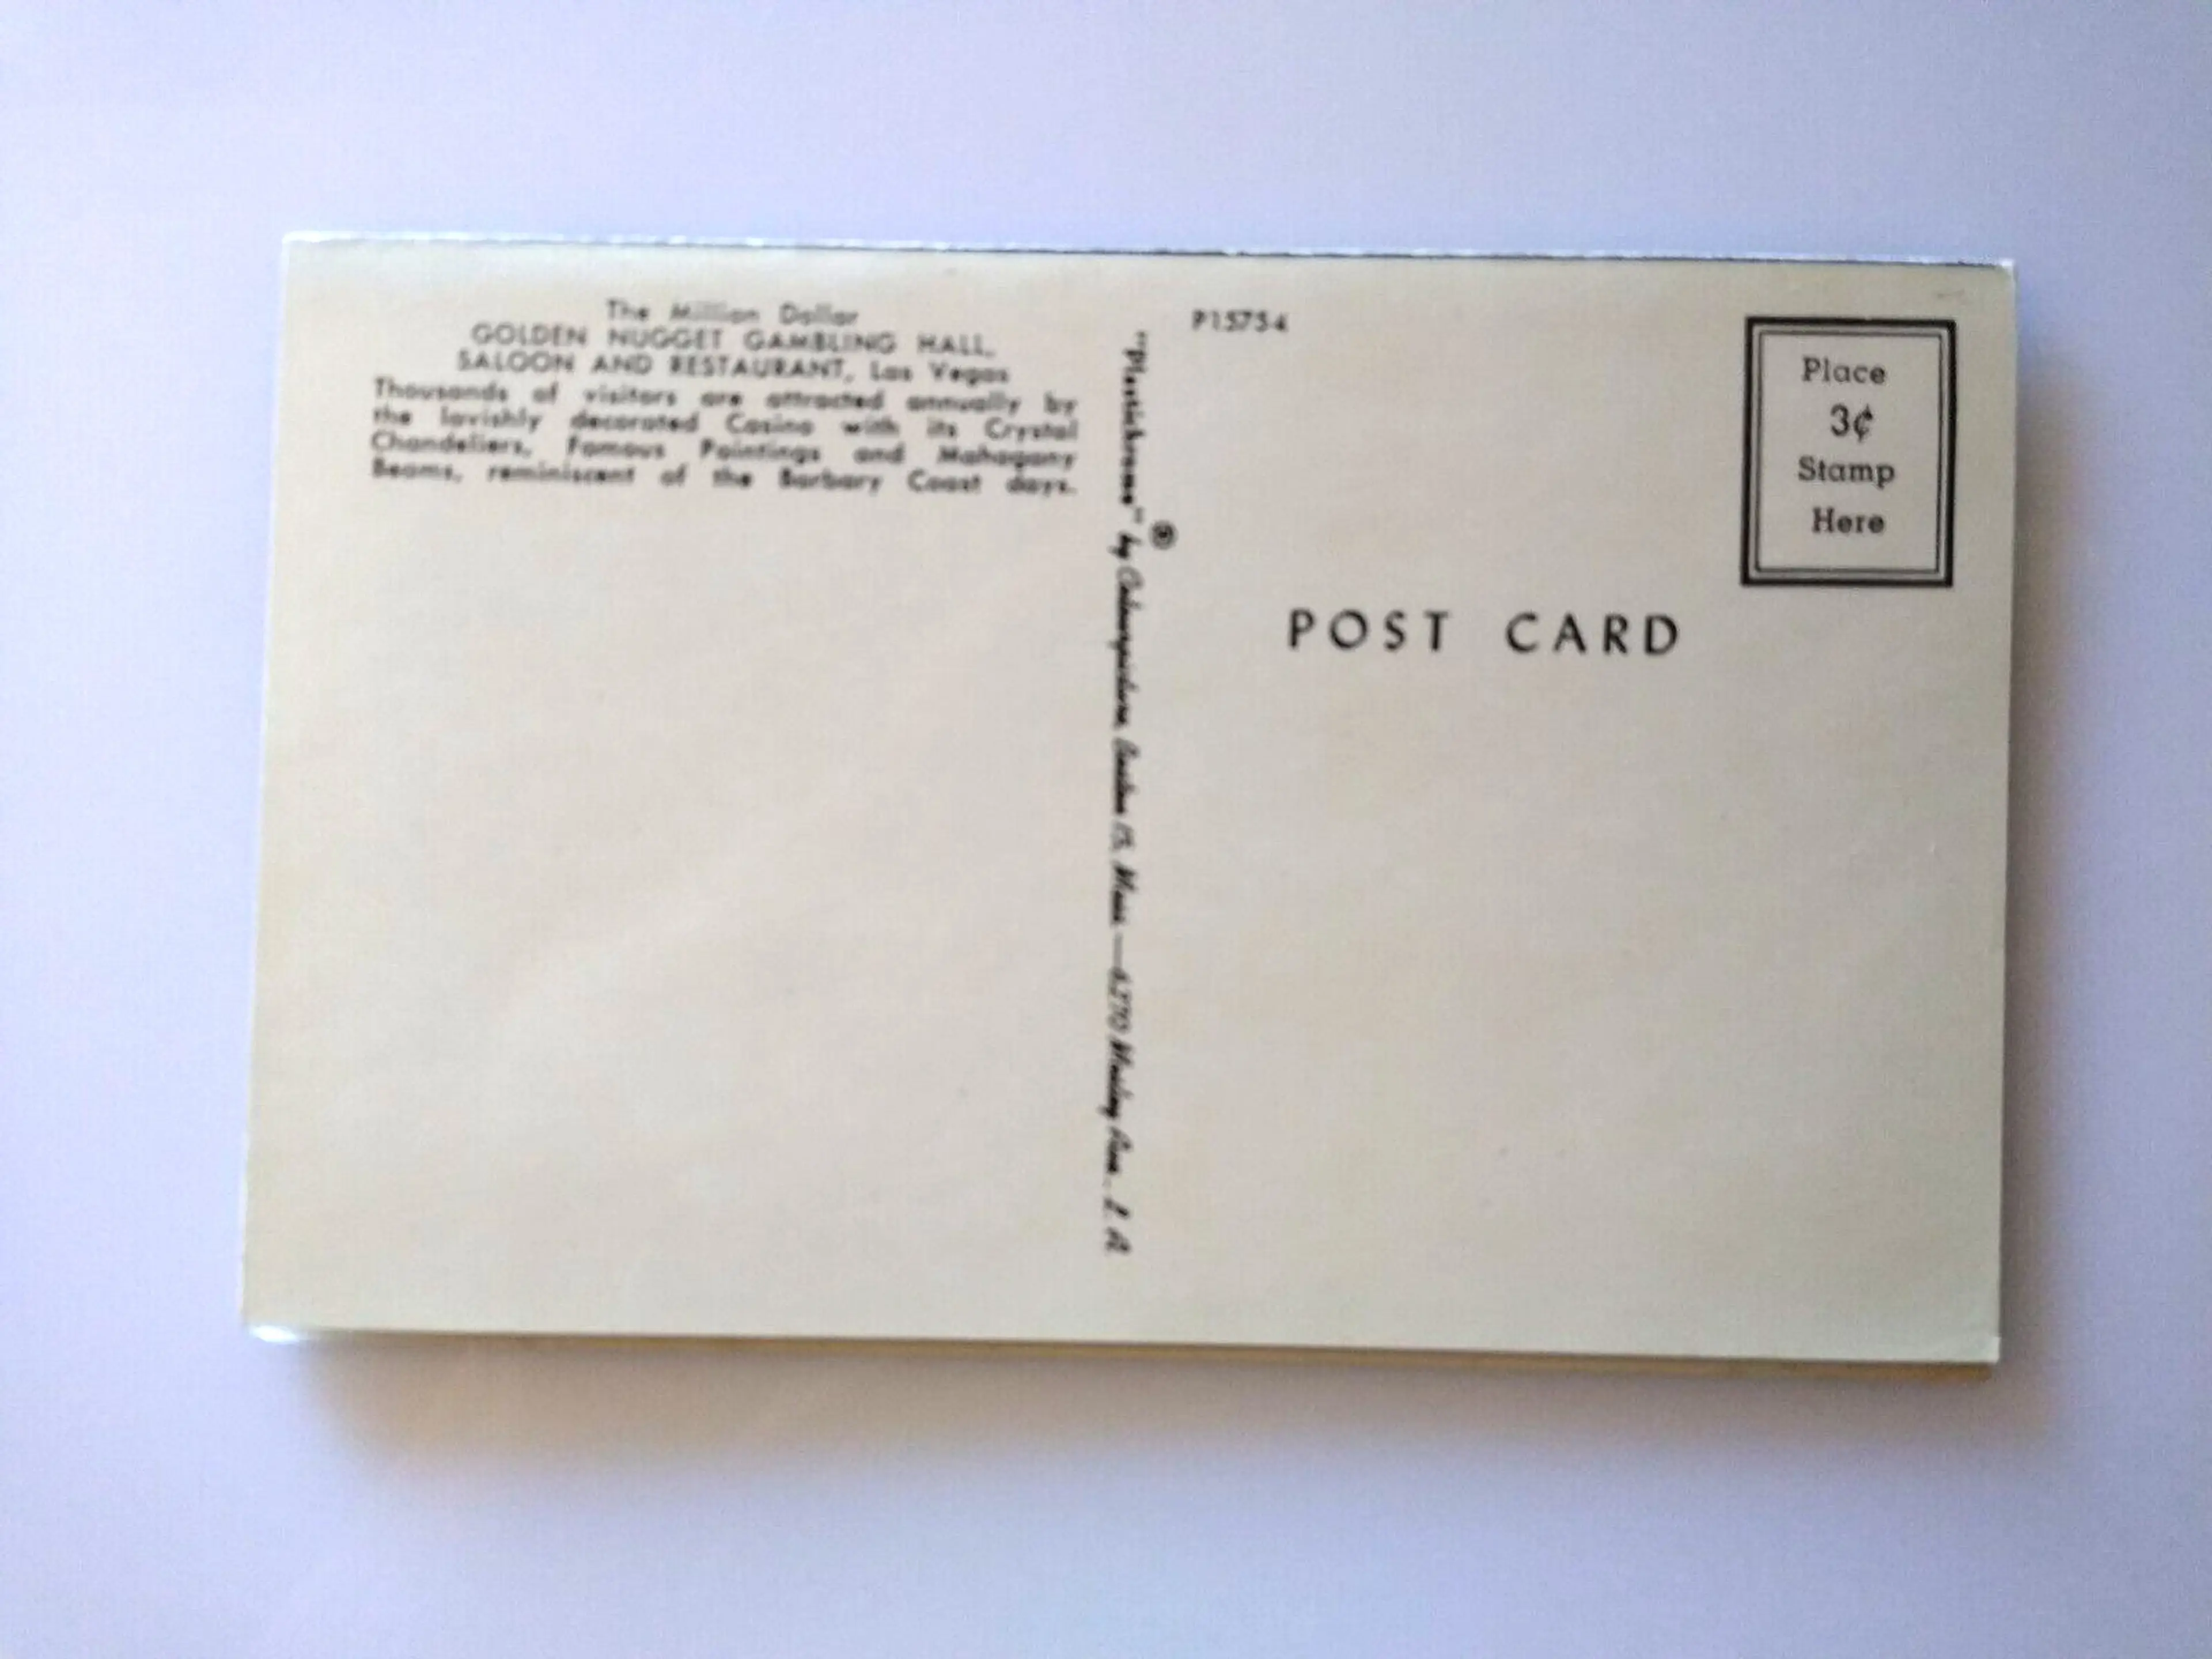 The Million Dollar
GOLDEN NUGGET GAMBLING HALL,
SALOON AND RESTAURANT, Las Vegas
Thousands of visitors are attracted annually by
the lavishly decorated Casino with its Crystal
Chandeliers, Famous Paintings and Mahogany
Beams, reminiscent of the Barbary Coast days.
"Plastichrome" ® by Colourpicture, Boston 15, Mass. — 4270 Lane, L. A.
P15754
Place
3¢
Stamp
Here
POST CARD